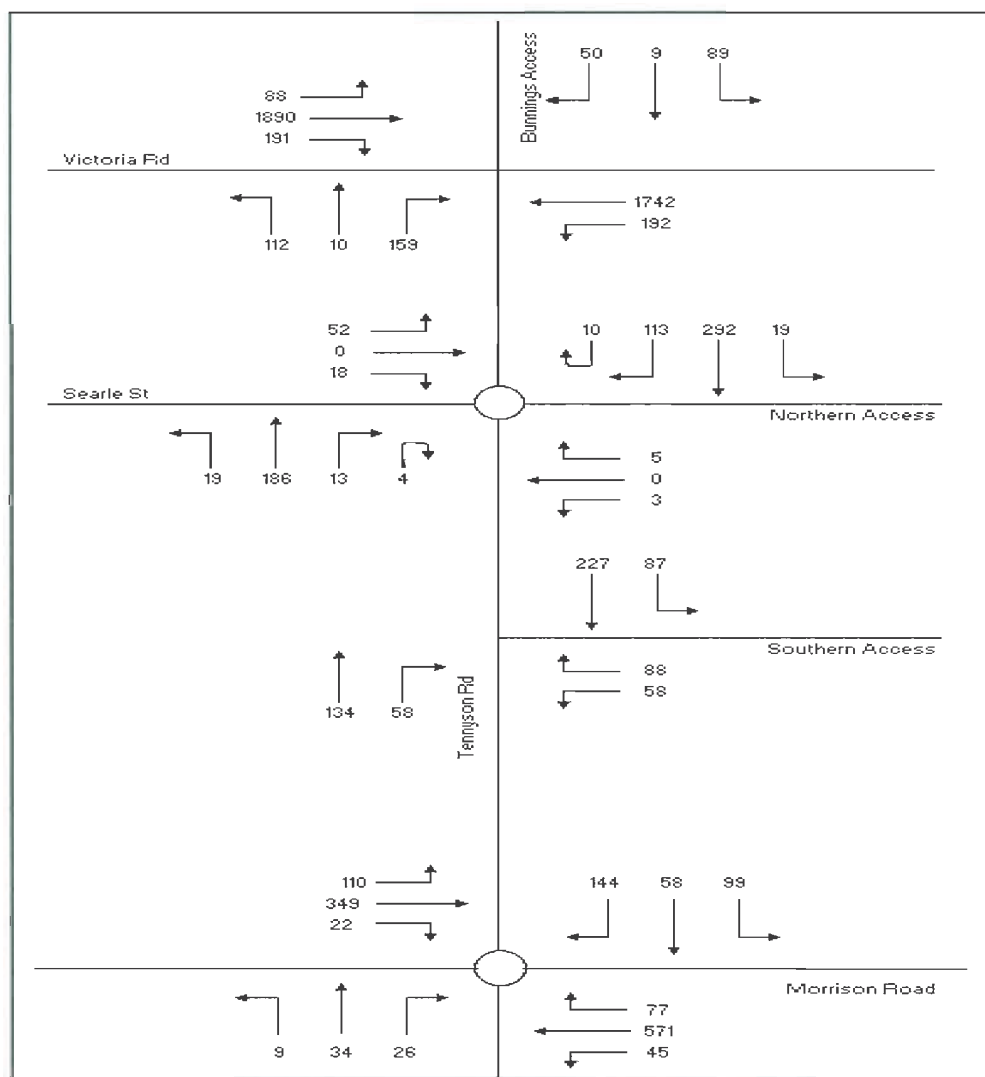 Bunnings Access
50 9 89
88
1890
191
Victoria Rd
112 10 159
1742
192
52
0
18
10 113 292 19
Searle St
Northern Access
19 186 13 4
5
0
3
227 87
Southern Access
88
58
134 58
Tennyson Rd
110
349
22
144 58 99
Morrison Road
9 34 26
77
571
45